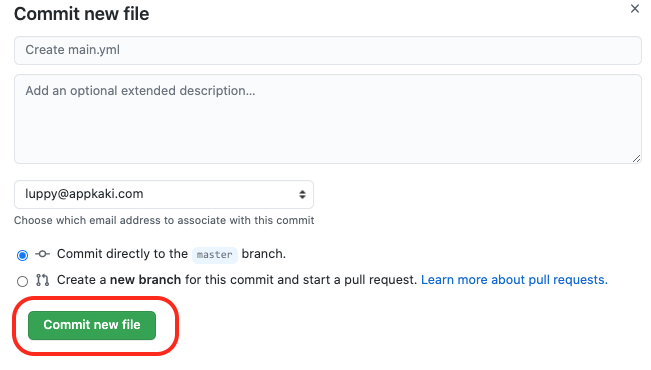 Commit new file
Create main.yml
Add an optional extended description...
luppy@appkaki.com
Choose which email address to associate with this commit
Commit directly to the master branch.
Create a new branch for this commit and start a pull request. Learn more about pull requests.
Commit new file